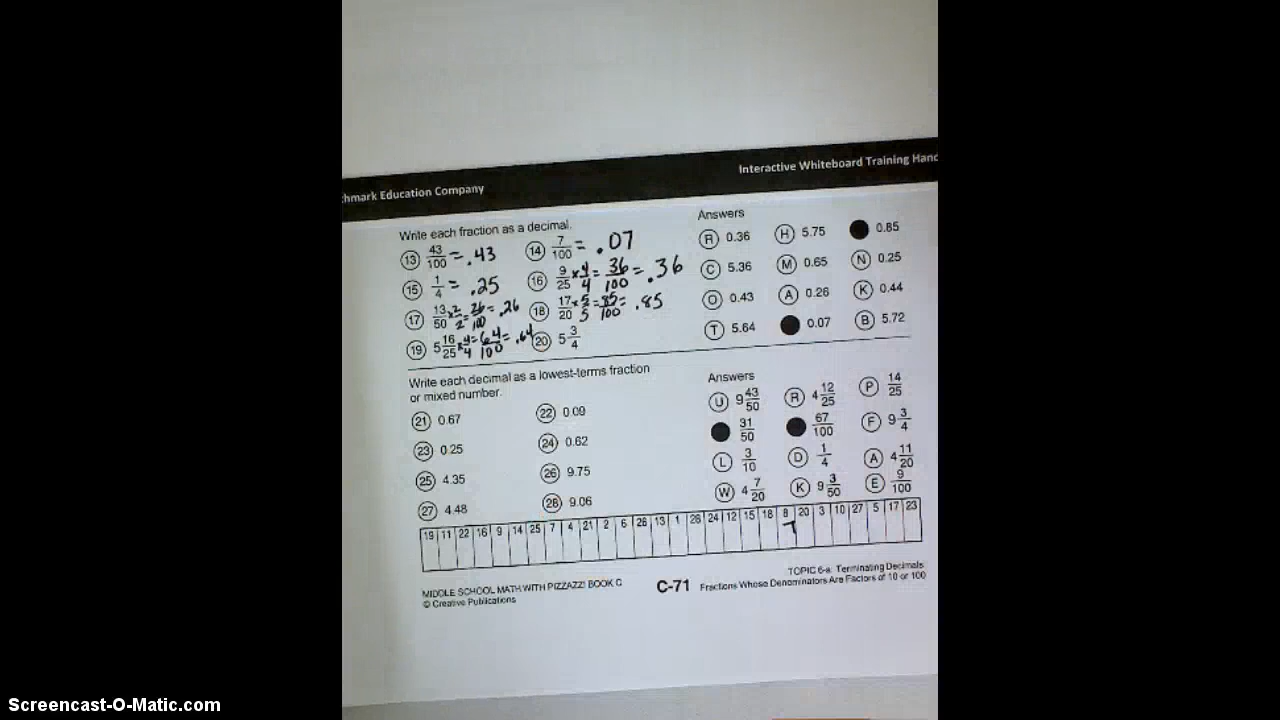 chmark Education Company
Interactive Whiteboard Training Hand
Write each fraction as a decimal.
13 43/100 = .43
14 7/100 = .07
15 1/4 = .25
16 9/25 x 4/4 = 36/100 = .36
17 13/50 x 2/2 = 26/100 = .26
18 17/20 x 5/5 = 85/100 = .85
19 5 16/25 x 4/4 = 64/100 = .64
20 5 3/4
Answers
R 0.36 H 5.75 0.85
C 5.36 M 0.65 N 0.25
O 0.43 A 0.26 K 0.44
T 5.64 0.07 B 5.72
Write each decimal as a lowest-terms fraction
or mixed number.
21 0.67
22 0.09
23 0.25
24 0.62
25 4.35
26 9.75
27 4.48
28 9.06
Answers
U 9 43/50 R 4 12/25 P 14/25
31/50 67/100 F 9 3/4
L 3/10 D 1/4 A 4 11/20
W 4 7/20 K 9 3/50 E 9/100
19 11 22 16 9 14 25 7 4 21 2 6 26 13 1 28 24 12 15 18 8 20 3 10 27 5 17 23
T
MIDDLE SCHOOL MATH WITH PIZZAZZ! BOOK C
© Creative Publications
C-71
TOPIC 6-a: Terminating Decimals
Fractions Whose Denominators Are Factors of 10 or 100
Screencast-O-Matic.com